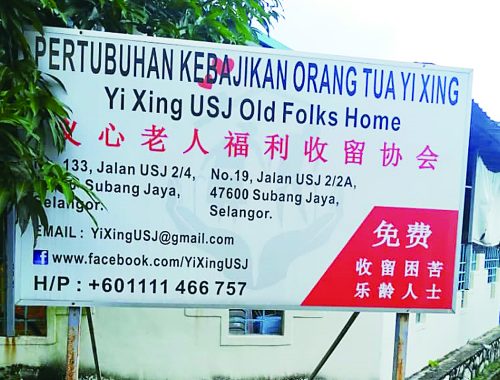 PERTUBUHAN KEBAJIKAN ORANG TUA YI XING
Yi Xing USJ Old Folks Home
义心老人福利收留协会
133, Jalan USJ 2/4,
Subang Jaya,
Selangor.
No.19, Jalan USJ 2/2A,
47600 Subang Jaya,
Selangor.
EMAIL : YiXingUSJ@gmail.com
f www.facebook.com/YiXingUSJ
H/P : +601111 466 757
免费
收留困苦
乐龄人士